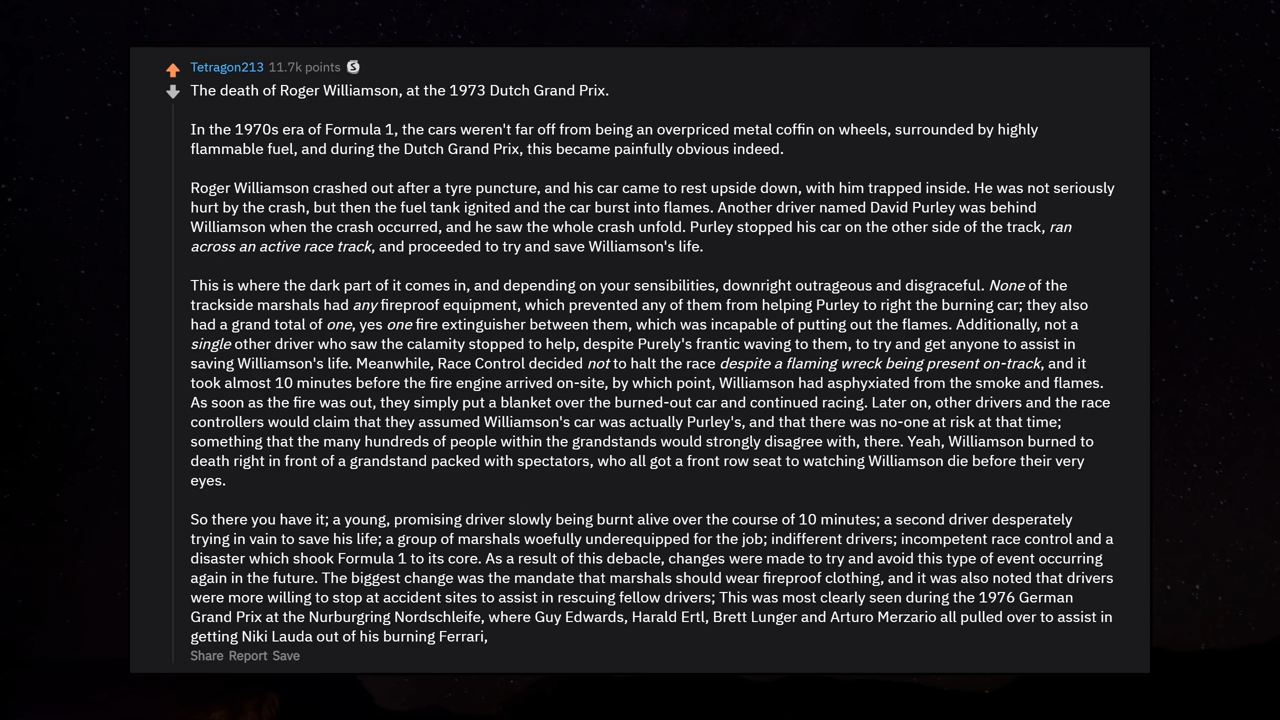 Tetragon213 11.7k points
The death of Roger Williamson, at the 1973 Dutch Grand Prix.
In the 1970s era of Formula 1, the cars weren't far off from being an overpriced metal coffin on wheels, surrounded by highly
flammable fuel, and during the Dutch Grand Prix, this became painfully obvious indeed.
Roger Williamson crashed out after a tyre puncture, and his car came to rest upside down, with him trapped inside. He was not seriously
hurt by the crash, but then the fuel tank ignited and the car burst into flames. Another driver named David Purley was behind
Williamson when the crash occurred, and he saw the whole crash unfold. Purley stopped his car on the other side of the track, ran
across an active race track, and proceeded to try and save Williamson's life.
This is where the dark part of it comes in, and depending on your sensibilities, downright outrageous and disgraceful. None of the
trackside marshals had any fireproof equipment, which prevented any of them from helping Purley to right the burning car; they also
had a grand total of one, yes one fire extinguisher between them, which was incapable of putting out the flames. Additionally, not a
single other driver who saw the calamity stopped to help, despite Purely's frantic waving to them, to try and get anyone to assist in
saving Williamson's life. Meanwhile, Race Control decided not to halt the race despite a flaming wreck being present on-track, and it
took almost 10 minutes before the fire engine arrived on-site, by which point, Williamson had asphyxiated from the smoke and flames.
As soon as the fire was out, they simply put a blanket over the burned-out car and continued racing. Later on, other drivers and the race
controllers would claim that they assumed Williamson's car was actually Purley's, and that there was no-one at risk at that time;
something that the many hundreds of people within the grandstands would strongly disagree with, there. Yeah, Williamson burned to
death right in front of a grandstand packed with spectators, who all got a front row seat to watching Williamson die before their very
eyes.
So there you have it; a young, promising driver slowly being burnt alive over the course of 10 minutes; a second driver desperately
trying in vain to save his life; a group of marshals woefully underequipped for the job; indifferent drivers; incompetent race control and a
disaster which shook Formula 1 to its core. As a result of this debacle, changes were made to try and avoid this type of event occurring
again in the future. The biggest change was the mandate that marshals should wear fireproof clothing, and it was also noted that drivers
were more willing to stop at accident sites to assist in rescuing fellow drivers; This was most clearly seen during the 1976 German
Grand Prix at the Nurburgring Nordschleife, where Guy Edwards, Harald Ertl, Brett Lunger and Arturo Merzario all pulled over to assist in
getting Niki Lauda out of his burning Ferrari,
Share Report Save